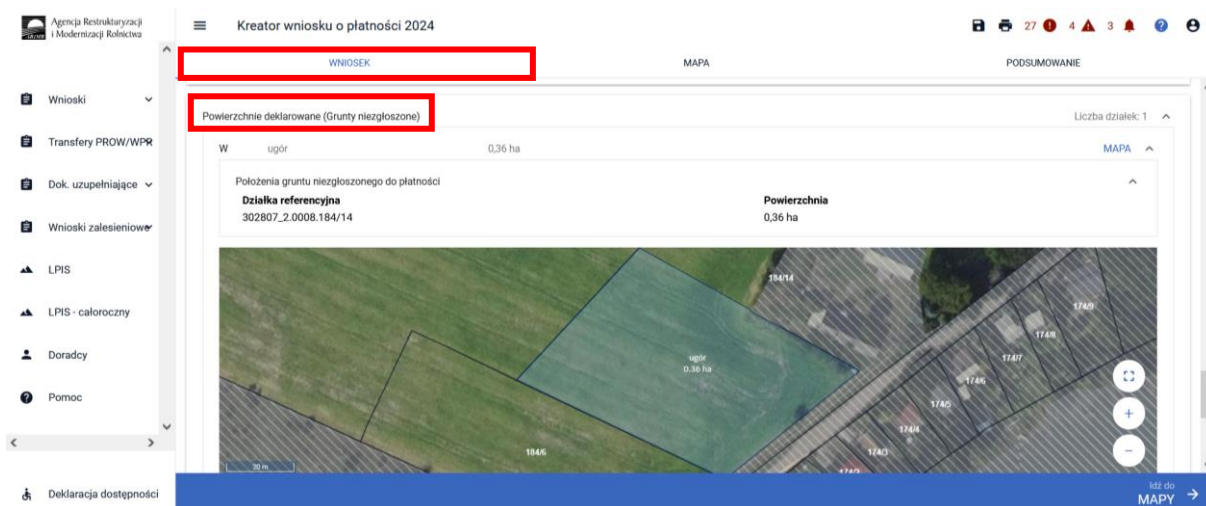 Agencja Restrukturyzacji
i Modernizacji Rolnictwa
Kreator wniosku o płatności 2024
27 4 3
WNIOSEK
MAPA
PODSUMOWANIE
Wnioski
Transfery PROW/WPR
Dok. uzupełniające
Wnioski zalesieniowe
LPIS
LPIS - całoroczny
Doradcy
Pomoc
Deklaracja dostępności
Powierzchnie deklarowane (Grunty niezgłoszone)
Liczba działek: 1
W ugór 0,36 ha MAPA
Położenia gruntu niezgłoszonego do płatności
Działka referencyjna Powierzchnia
302807_2.0008.184/14 0,36 ha
184/14
174/9
174/8
ugór
0.36 ha
174/7
174/6
174/5
174/4
184/6
174/3
174/2
20 m
Idź do
MAPY